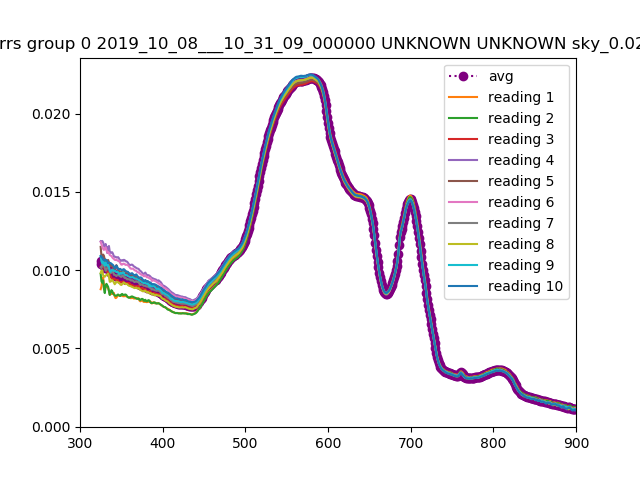 rrs group 0 2019_10_08___10_31_09_000000 UNKNOWN UNKNOWN sky_0.02
avg
reading 1
reading 2
reading 3
reading 4
reading 5
reading 6
reading 7
reading 8
reading 9
reading 10
0.020
0.015
0.010
0.005
0.000
300 400 500 600 700 800 900